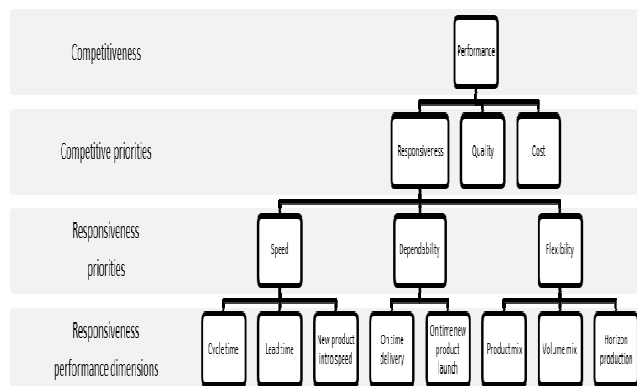 Competitiveness
Performance
Competitive priorities
Responsiveness
Quality
Cost
Responsiveness
priorities
Speed
Dependability
Flexibility
Responsiveness
performance dimensions
Cycle time
Lead time
New product
intro speed
On time
delivery
On time new
product
launch
Product mix
Volume mix
Horizon
production